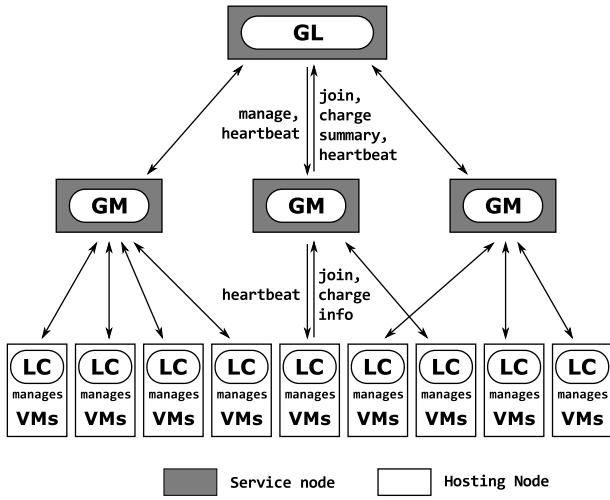 GL
manage,
heartbeat
join,
charge
summary,
heartbeat
GM GM GM
heartbeat
join,
charge
info
LC LC LC LC LC LC LC LC LC
manages manages manages manages manages manages manages manages manages
VMs VMs VMs VMs VMs VMs VMs VMs VMs
Service node Hosting Node